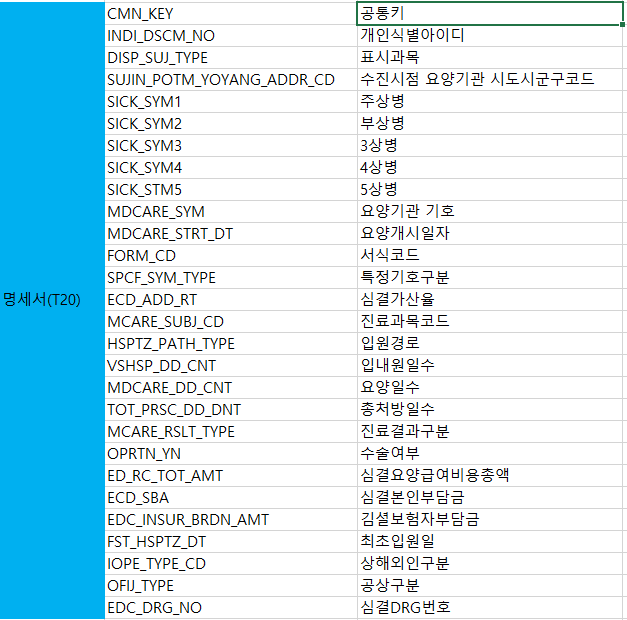 CMN_KEY 공통키
INDI_DSCM_NO 개인식별아이디
DISP_SUJ_TYPE 표시과목
SUJIN_POTM_YOYANG_ADDR_CD 수진시점 요양기관 시도시군구코드
SICK_SYM1 주상병
SICK_SYM2 부상병
SICK_SYM3 3상병
SICK_SYM4 4상병
SICK_STM5 5상병
MDCARE_SYM 요양기관 기호
MDCARE_STRT_DT 요양개시일자
FORM_CD 서식코드
SPCF_SYM_TYPE 특정기호구분
명세서(T20) ECD_ADD_RT 심결가산율
MCARE_SUBJ_CD 진료과목코드
HSPTZ_PATH_TYPE 입원경로
VSHSP_DD_CNT 입내원일수
MDCARE_DD_CNT 요양일수
TOT_PRSC_DD_DNT 총처방일수
MCARE_RSLT_TYPE 진료결과구분
OPRTN_YN 수술여부
ED_RC_TOT_AMT 심결요양급여비용총액
ECD_SBA 심결본인부담금
EDC_INSUR_BRDN_AMT 김셜보험자부담금
FST_HSPTZ_DT 최초입원일
IOPE_TYPE_CD 상해외인구분
OFIJ_TYPE 공상구분
EDC_DRG_NO 심결DRG번호